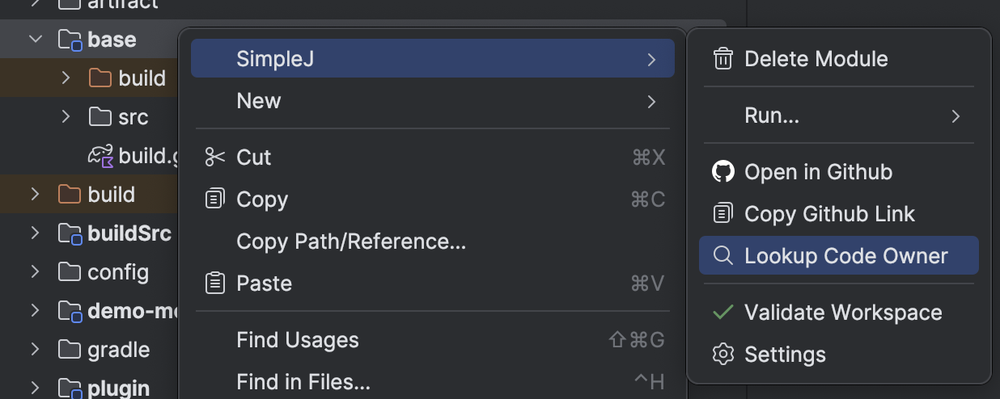 artifact
base
build
src
build.g
build
buildSrc
config
demo-mo
gradle
plugin
SimpleJ
New
Cut ⌘X
Copy ⌘C
Copy Path/Reference...
Paste ⌘V
Find Usages ⇧⌘G
Find in Files... ^H
Delete Module
Run...
Open in Github
Copy Github Link
Lookup Code Owner
Validate Workspace
Settings